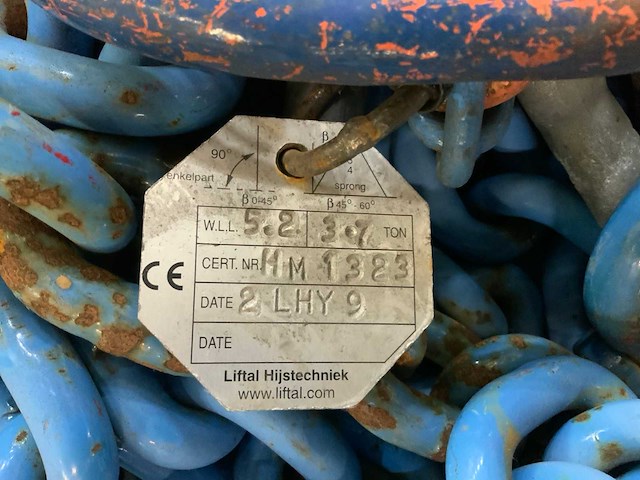 90° β
enkelpart 4
sprong
β 0-45° β 45°-60°
W.L.L. 5.2 3.7 TON
CERT. NR. HM 1323
CE
DATE 2 LHY 9
DATE
Liftal Hijstechniek
www.liftal.com